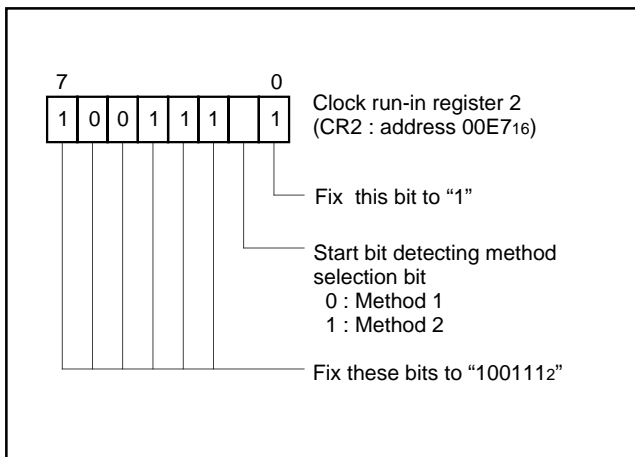 7 0
1 0 0 1 1 1 1
Clock run-in register 2
(CR2 : address 00E716)
Fix this bit to “1”
Start bit detecting method
selection bit
0 : Method 1
1 : Method 2
Fix these bits to “1001112”